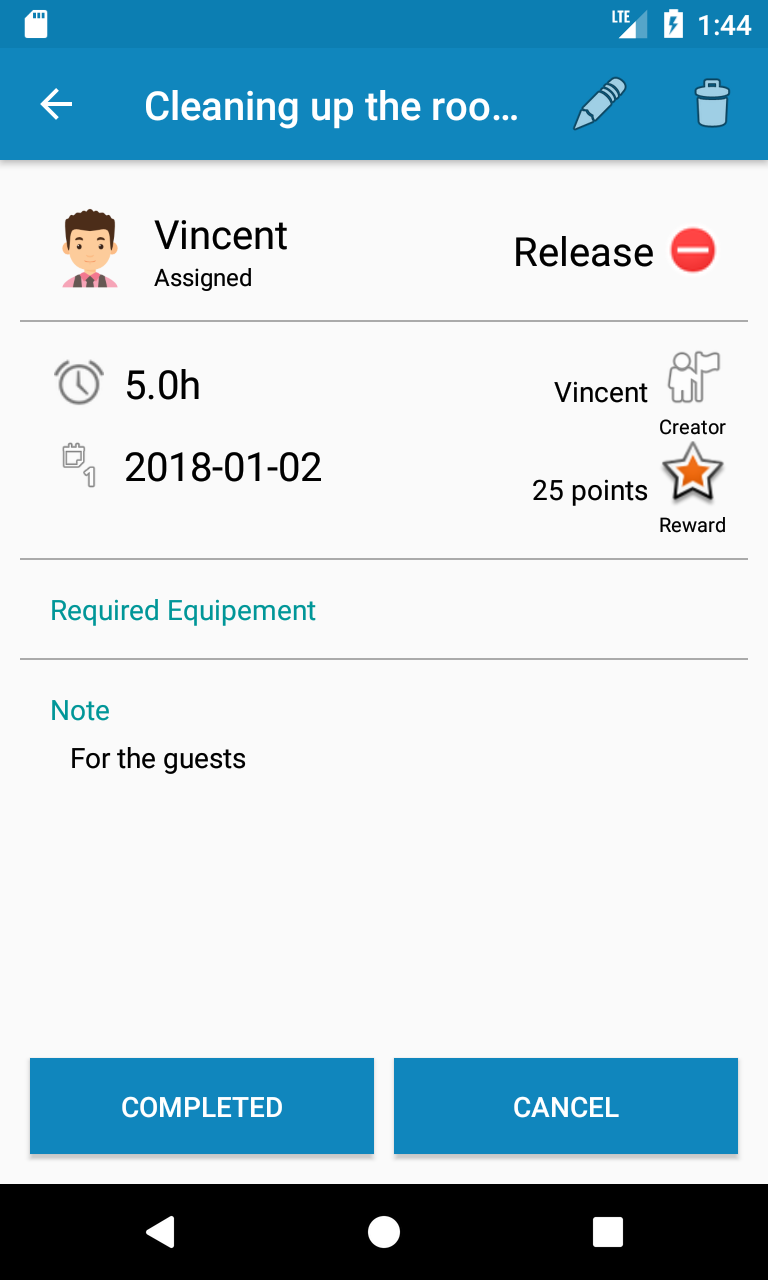 LTE 1:44
Cleaning up the roo...
Vincent
Assigned
Release
5.0h
Vincent
Creator
1
2018-01-02
25 points
Reward
Required Equipement
Note
For the guests
COMPLETED
CANCEL